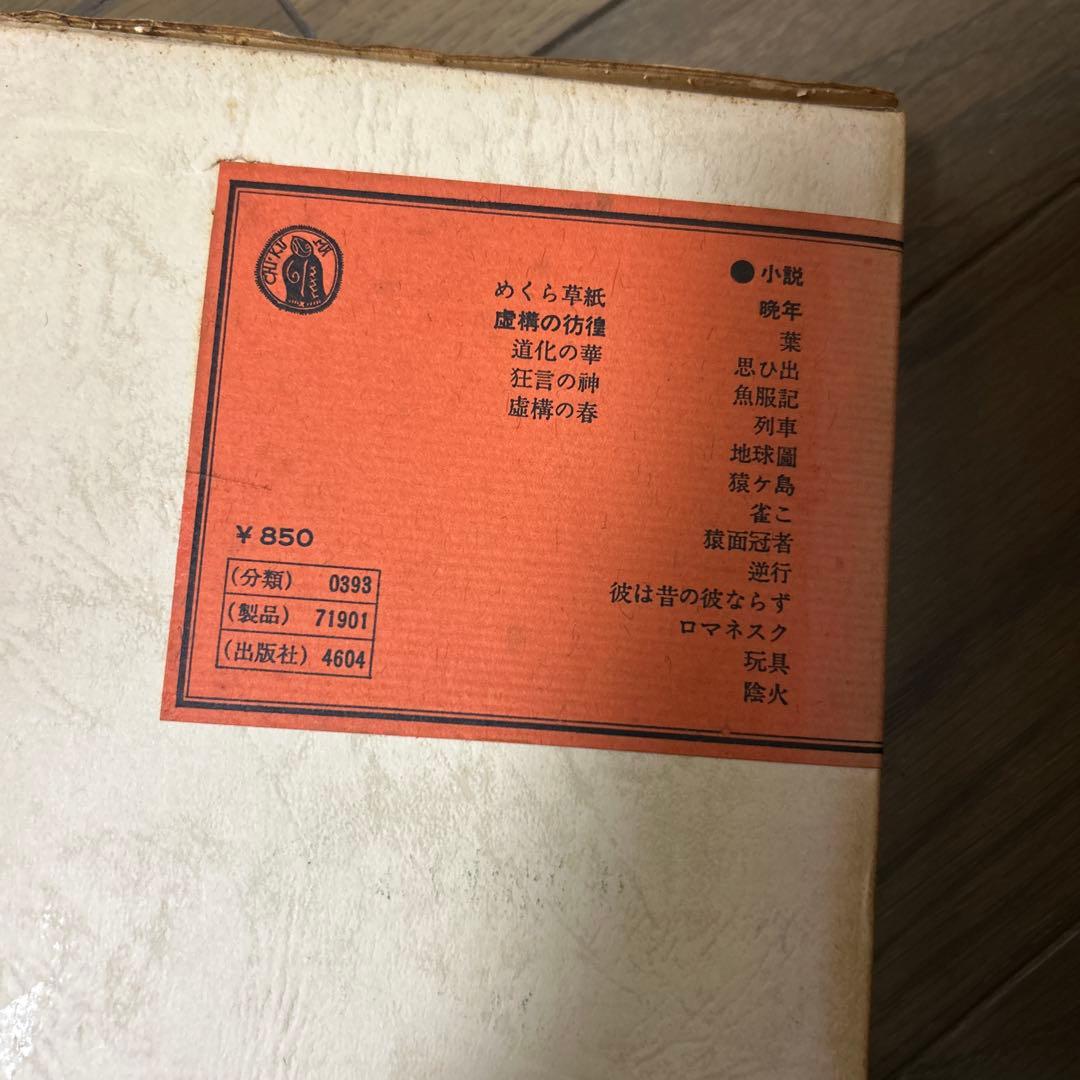 ●小説
晩年
葉
思ひ出
魚服記
列車
地球圖
猿ケ島
雀こ
猿面冠者
逆行
彼は昔の彼ならず
ロマネスク
玩具
陰火
めくら草紙
虚構の彷徨
道化の華
狂言の神
虚構の春
CHI'KU MA
¥850
(分類) 0393
(製品) 71901
(出版社) 4604